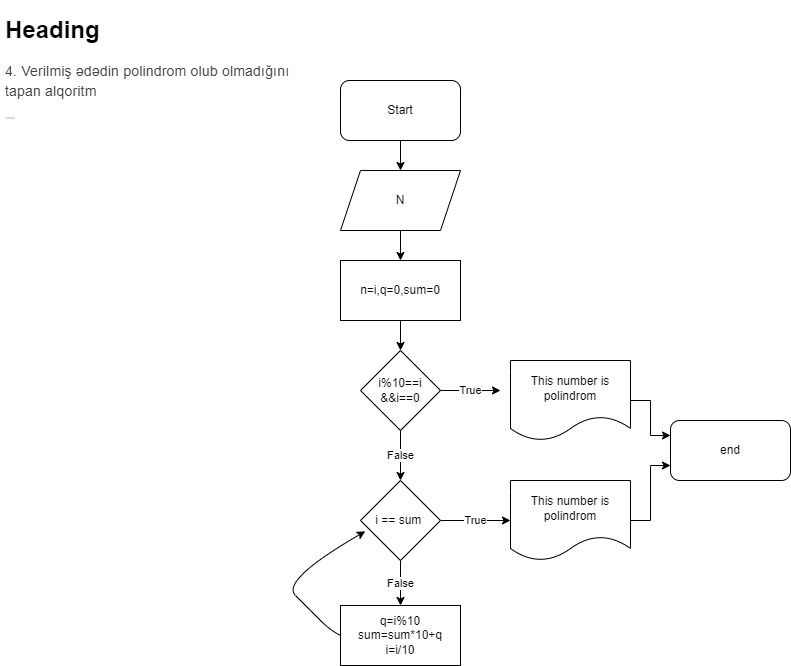 Heading
4. Verilmiş ədədin polindrom olub olmadığını
tapan alqoritm
Start
N
n=i,q=0,sum=0
i%10==i
&&i==0
True
This number is
polindrom
False
end
i == sum
True
This number is
polindrom
False
q=i%10
sum=sum*10+q
i=i/10